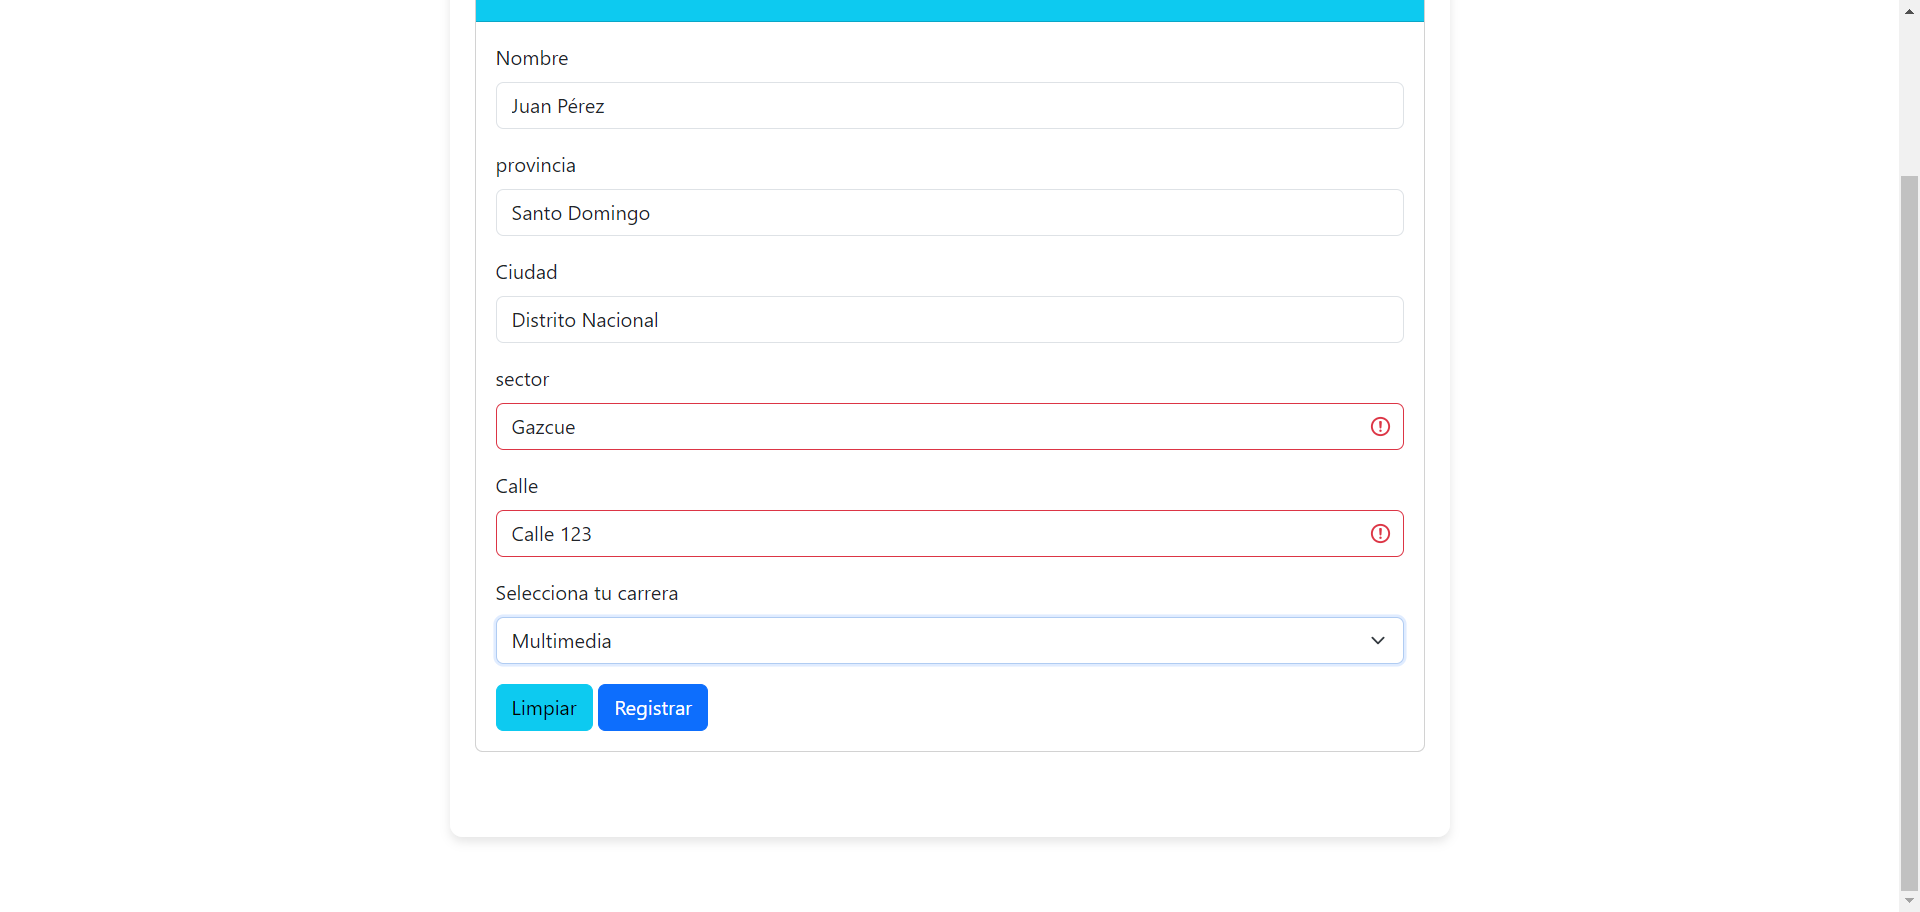 Nombre
Juan Pérez
provincia
Santo Domingo
Ciudad
Distrito Nacional
sector
Gazcue
Calle
Calle 123
Selecciona tu carrera
Multimedia
Limpiar Registrar